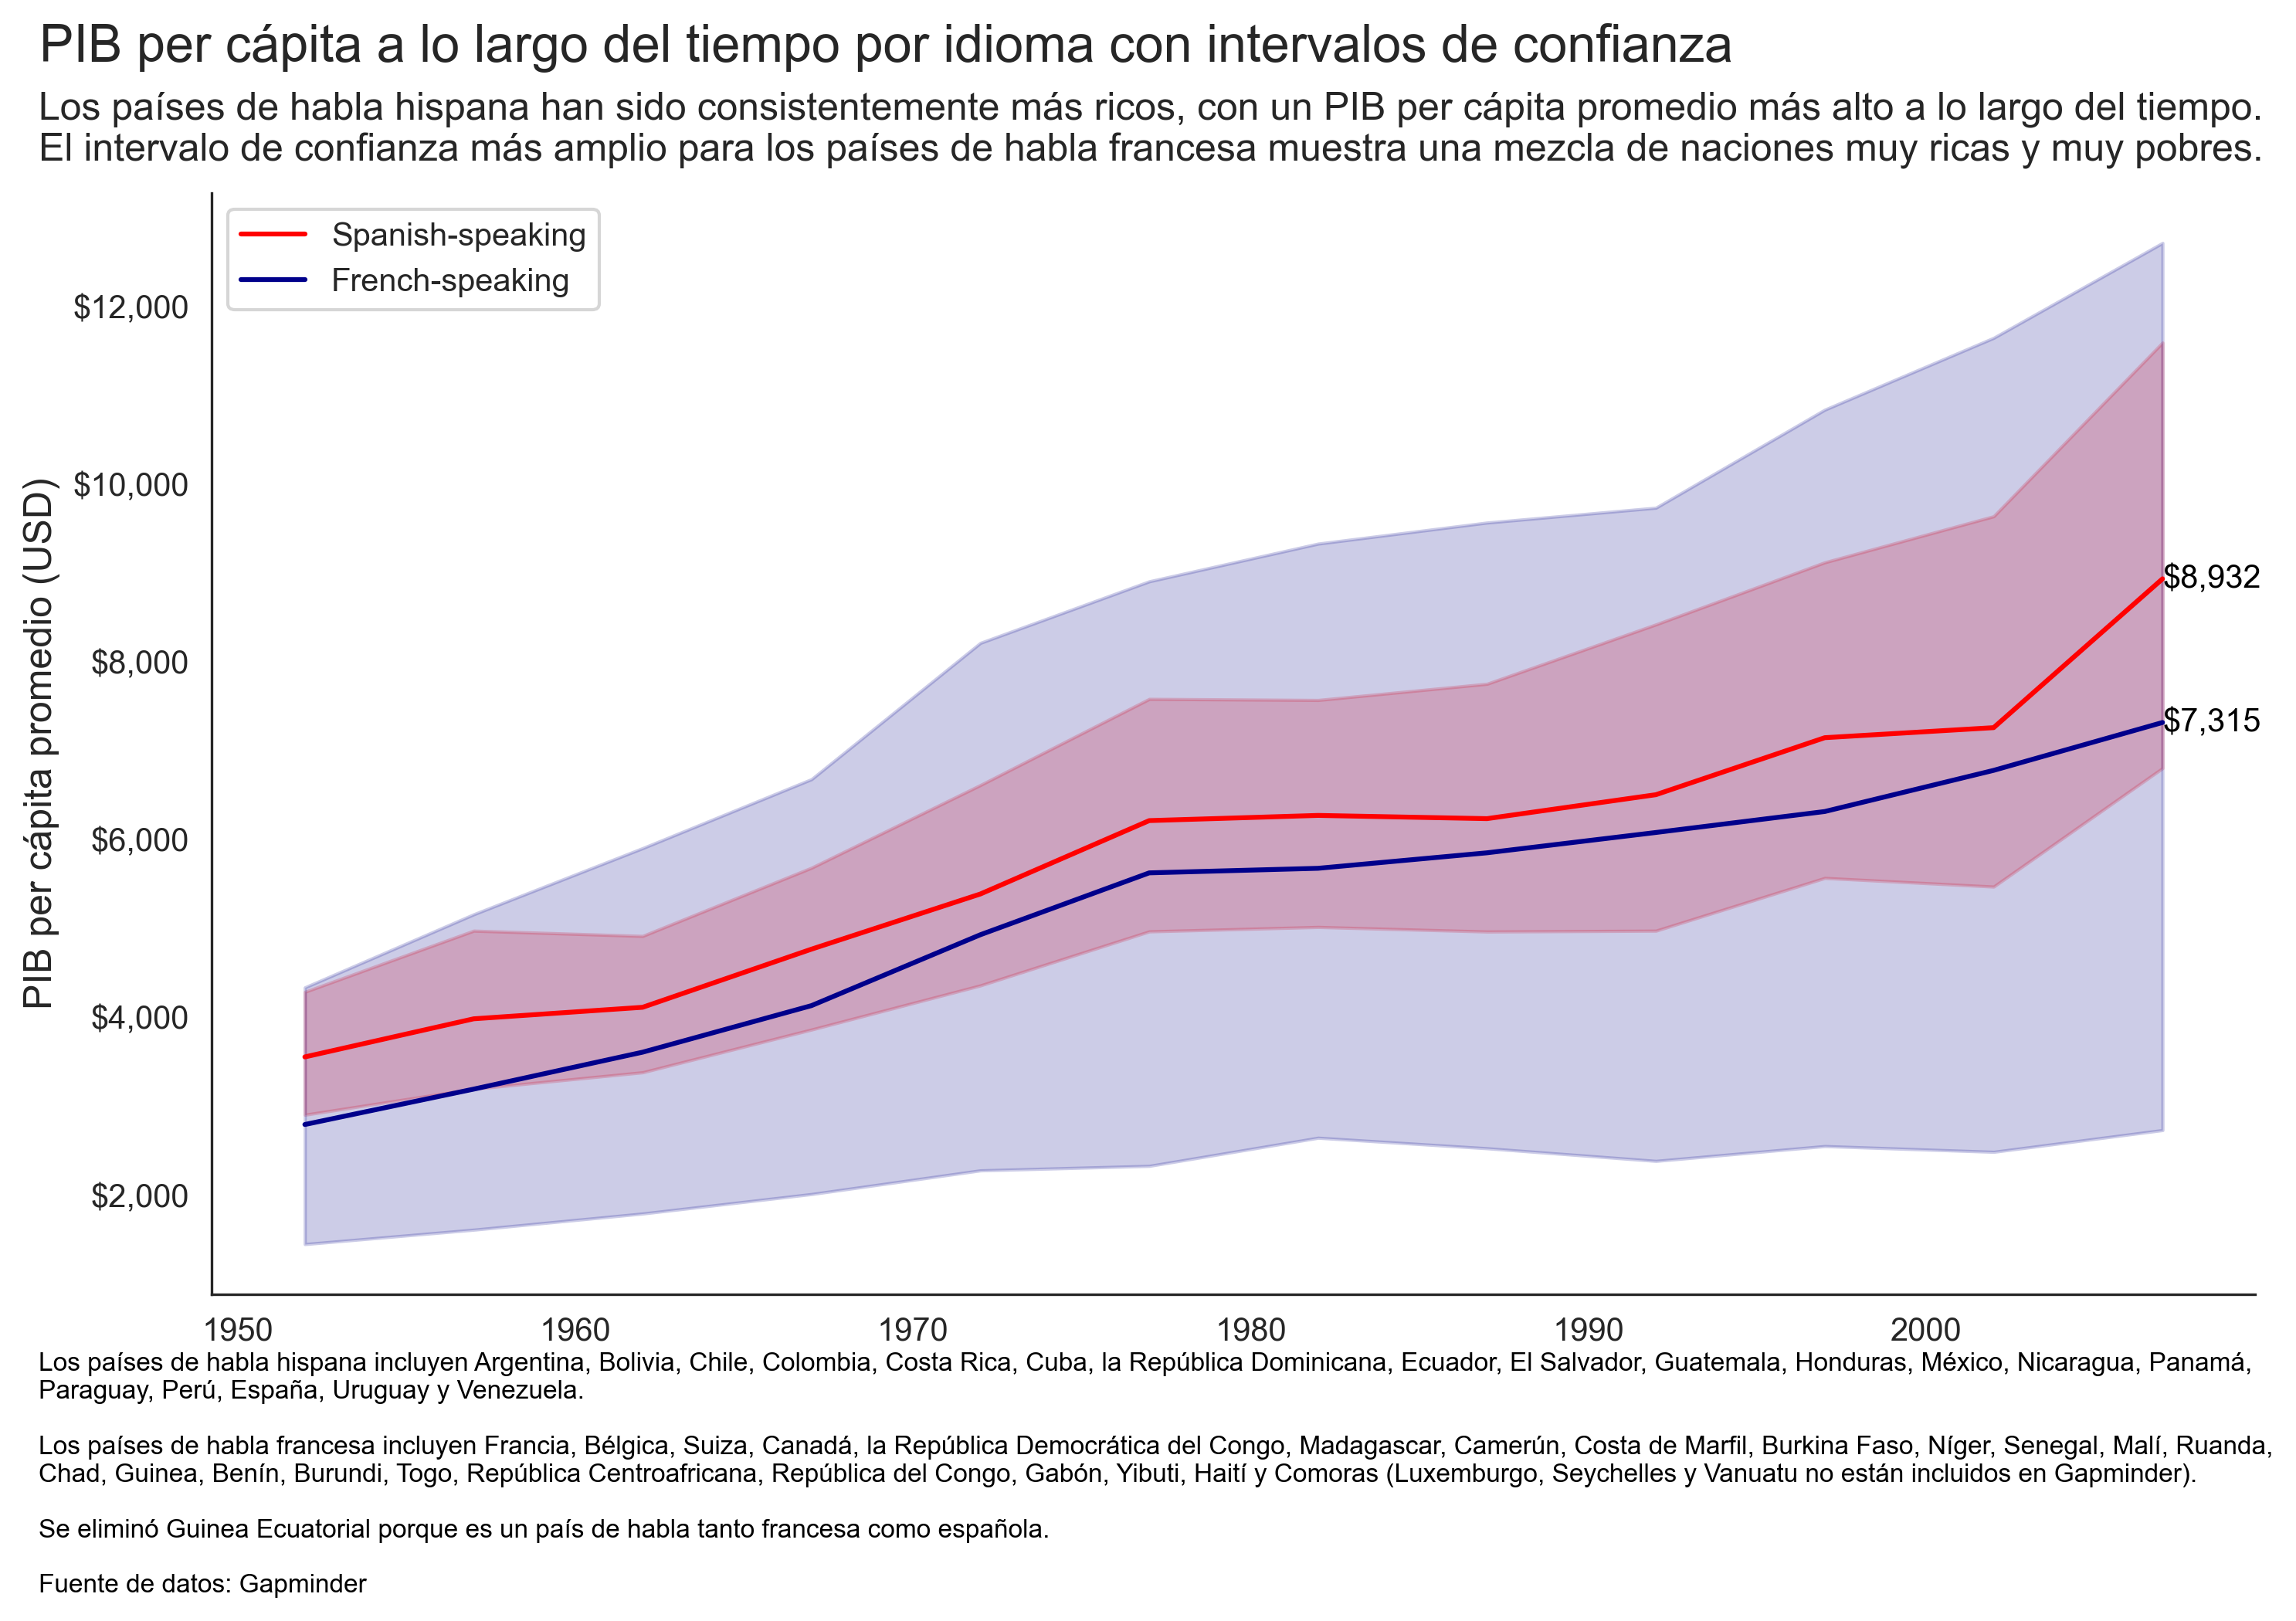 PIB per cápita a lo largo del tiempo por idioma con intervalos de confianza
Los países de habla hispana han sido consistentemente más ricos, con un PIB per cápita promedio más alto a lo largo del tiempo.
El intervalo de confianza más amplio para los países de habla francesa muestra una mezcla de naciones muy ricas y muy pobres.
Spanish-speaking
French-speaking
PIB per cápita promedio (USD)
$12,000
$10,000
$8,000
$6,000
$4,000
$2,000
$8,932
$7,315
1950 1960 1970 1980 1990 2000
Los países de habla hispana incluyen Argentina, Bolivia, Chile, Colombia, Costa Rica, Cuba, la República Dominicana, Ecuador, El Salvador, Guatemala, Honduras, México, Nicaragua, Panamá,
Paraguay, Perú, España, Uruguay y Venezuela.
Los países de habla francesa incluyen Francia, Bélgica, Suiza, Canadá, la República Democrática del Congo, Madagascar, Camerún, Costa de Marfil, Burkina Faso, Níger, Senegal, Malí, Ruanda,
Chad, Guinea, Benín, Burundi, Togo, República Centroafricana, República del Congo, Gabón, Yibuti, Haití y Comoras (Luxemburgo, Seychelles y Vanuatu no están incluidos en Gapminder).
Se eliminó Guinea Ecuatorial porque es un país de habla tanto francesa como española.
Fuente de datos: Gapminder